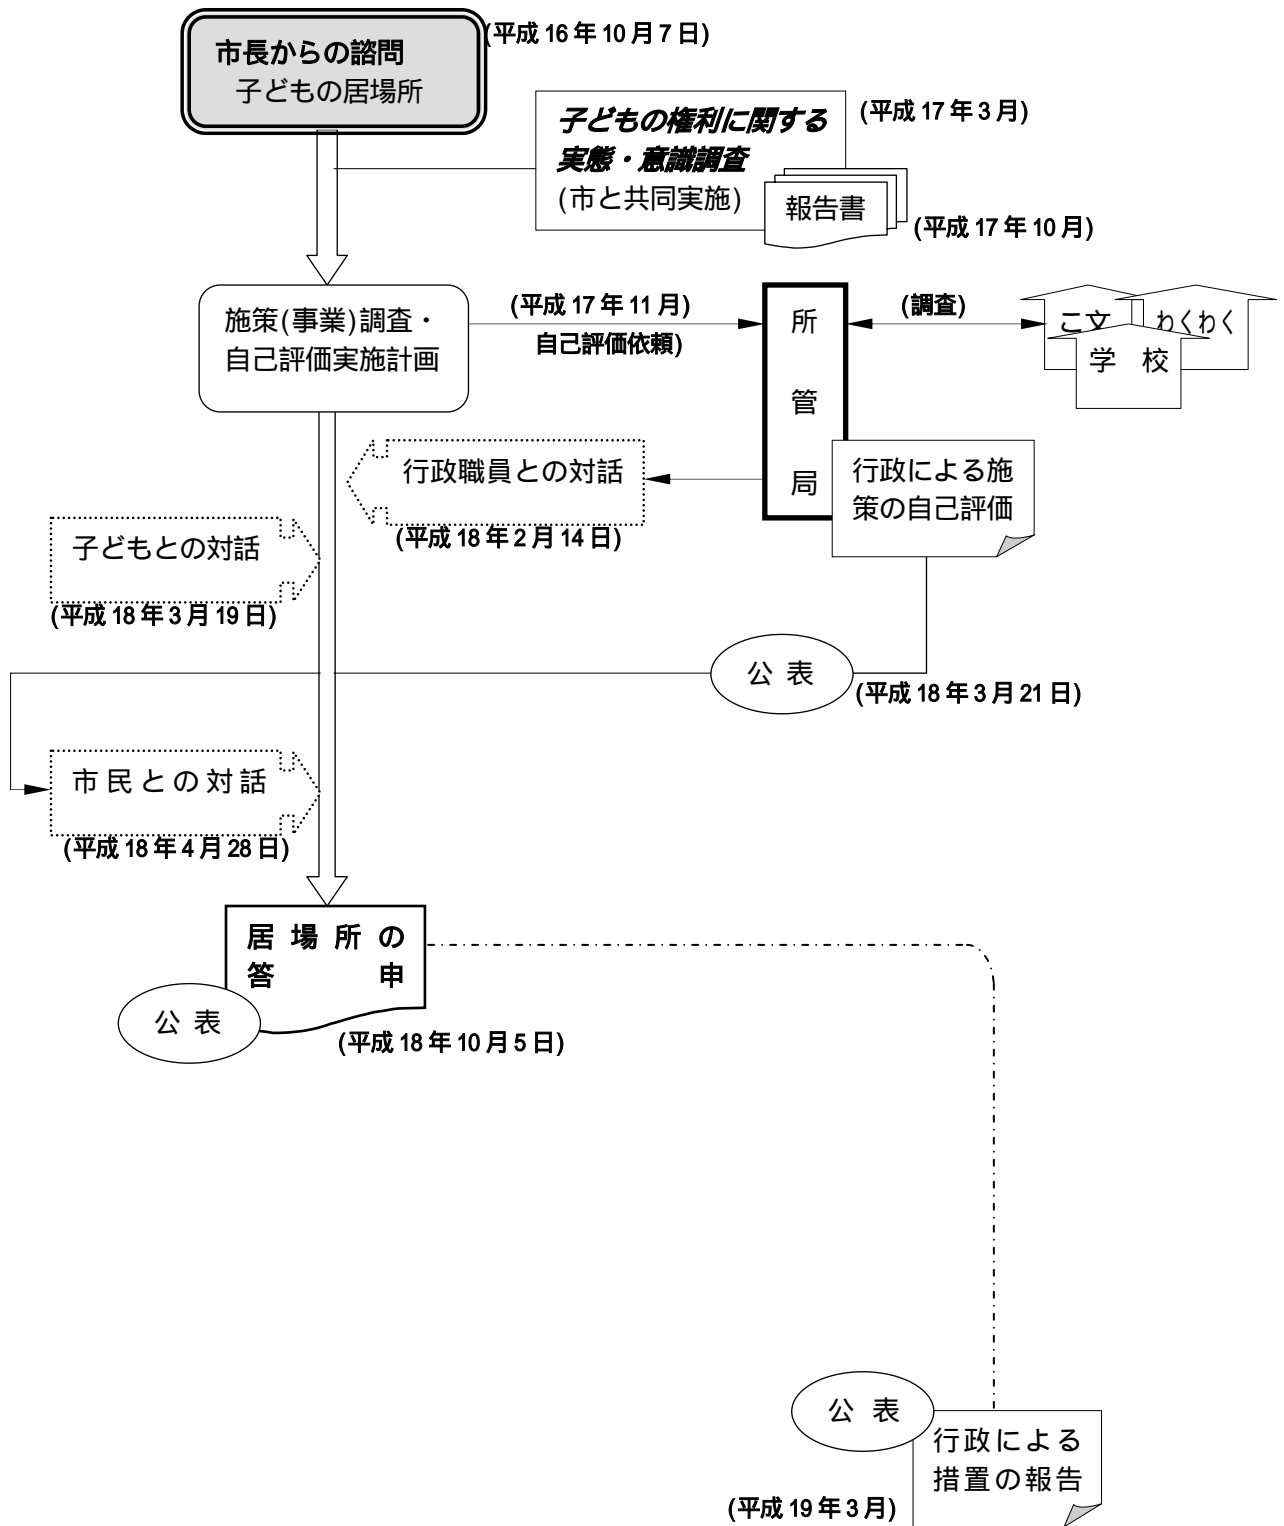 市長からの諮問
子どもの居場所
(平成16年10月7日)
子どもの権利に関する
実態・意識調査
(市と共同実施)
(平成17年3月)
報告書
(平成17年10月)
施策(事業)調査・
自己評価実施計画
(平成17年11月)
自己評価依頼)
所
管
局
(調査)
こ文
わくわく
学 校
行政職員との対話
(平成18年2月14日)
行政による施
策の自己評価
子どもとの対話
(平成18年3月19日)
公 表
(平成18年3月21日)
市民との対話
(平成18年4月28日)
居場所の
答 申
公 表
(平成18年10月5日)
公 表
行政による
措置の報告
(平成19年3月)